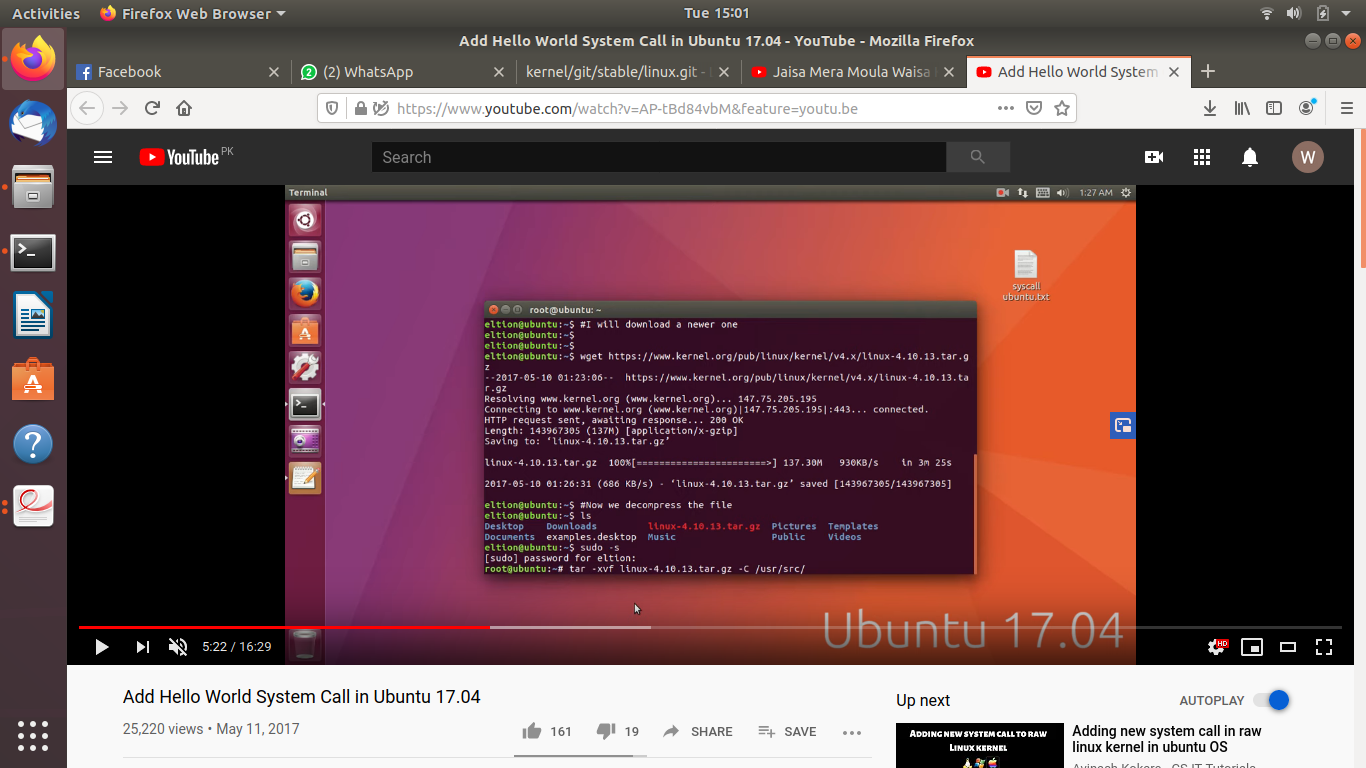 Activities Firefox Web Browser Tue 15:01
Add Hello World System Call in Ubuntu 17.04 - YouTube - Mozilla Firefox
Facebook (2) WhatsApp kernel/git/stable/linux.git - Jaisa Mera Moula Waisa Add Hello World System
https://www.youtube.com/watch?v=AP-tBd84vbM&feature=youtu.be
YouTube PK Search W
Terminal 1:27 AM
syscall
ubuntu.txt
root@ubuntu: ~
eltion@ubuntu:~$ #I will download a newer one
eltion@ubuntu:~$
eltion@ubuntu:~$
eltion@ubuntu:~$ wget https://www.kernel.org/pub/linux/kernel/v4.x/linux-4.10.13.tar.g
z
--2017-05-10 01:23:06-- https://www.kernel.org/pub/linux/kernel/v4.x/linux-4.10.13.ta
r.gz
Resolving www.kernel.org (www.kernel.org)... 147.75.205.195
Connecting to www.kernel.org (www.kernel.org)|147.75.205.195|:443... connected.
HTTP request sent, awaiting response... 200 OK
Length: 143967305 (137M) [application/x-gzip]
Saving to: ‘linux-4.10.13.tar.gz’
linux-4.10.13.tar.gz 100%[=======================>] 137.30M 930KB/s in 3m 25s
2017-05-10 01:26:31 (686 KB/s) - ‘linux-4.10.13.tar.gz’ saved [143967305/143967305]
eltion@ubuntu:~$ #Now we decompress the file
eltion@ubuntu:~$ ls
Desktop Downloads linux-4.10.13.tar.gz Pictures Templates
Documents examples.desktop Music Public Videos
eltion@ubuntu:~$ sudo -s
[sudo] password for eltion:
root@ubuntu:~# tar -xvf linux-4.10.13.tar.gz -C /usr/src/
Ubuntu 17.04
5:22 / 16:29 HD
Add Hello World System Call in Ubuntu 17.04
25,220 views • May 11, 2017
161 19 SHARE SAVE
Up next AUTOPLAY
ADDING NEW SYSTEM CALL TO RAW
LINUX KERNEL
Adding new system call in raw
linux kernel in ubuntu OS